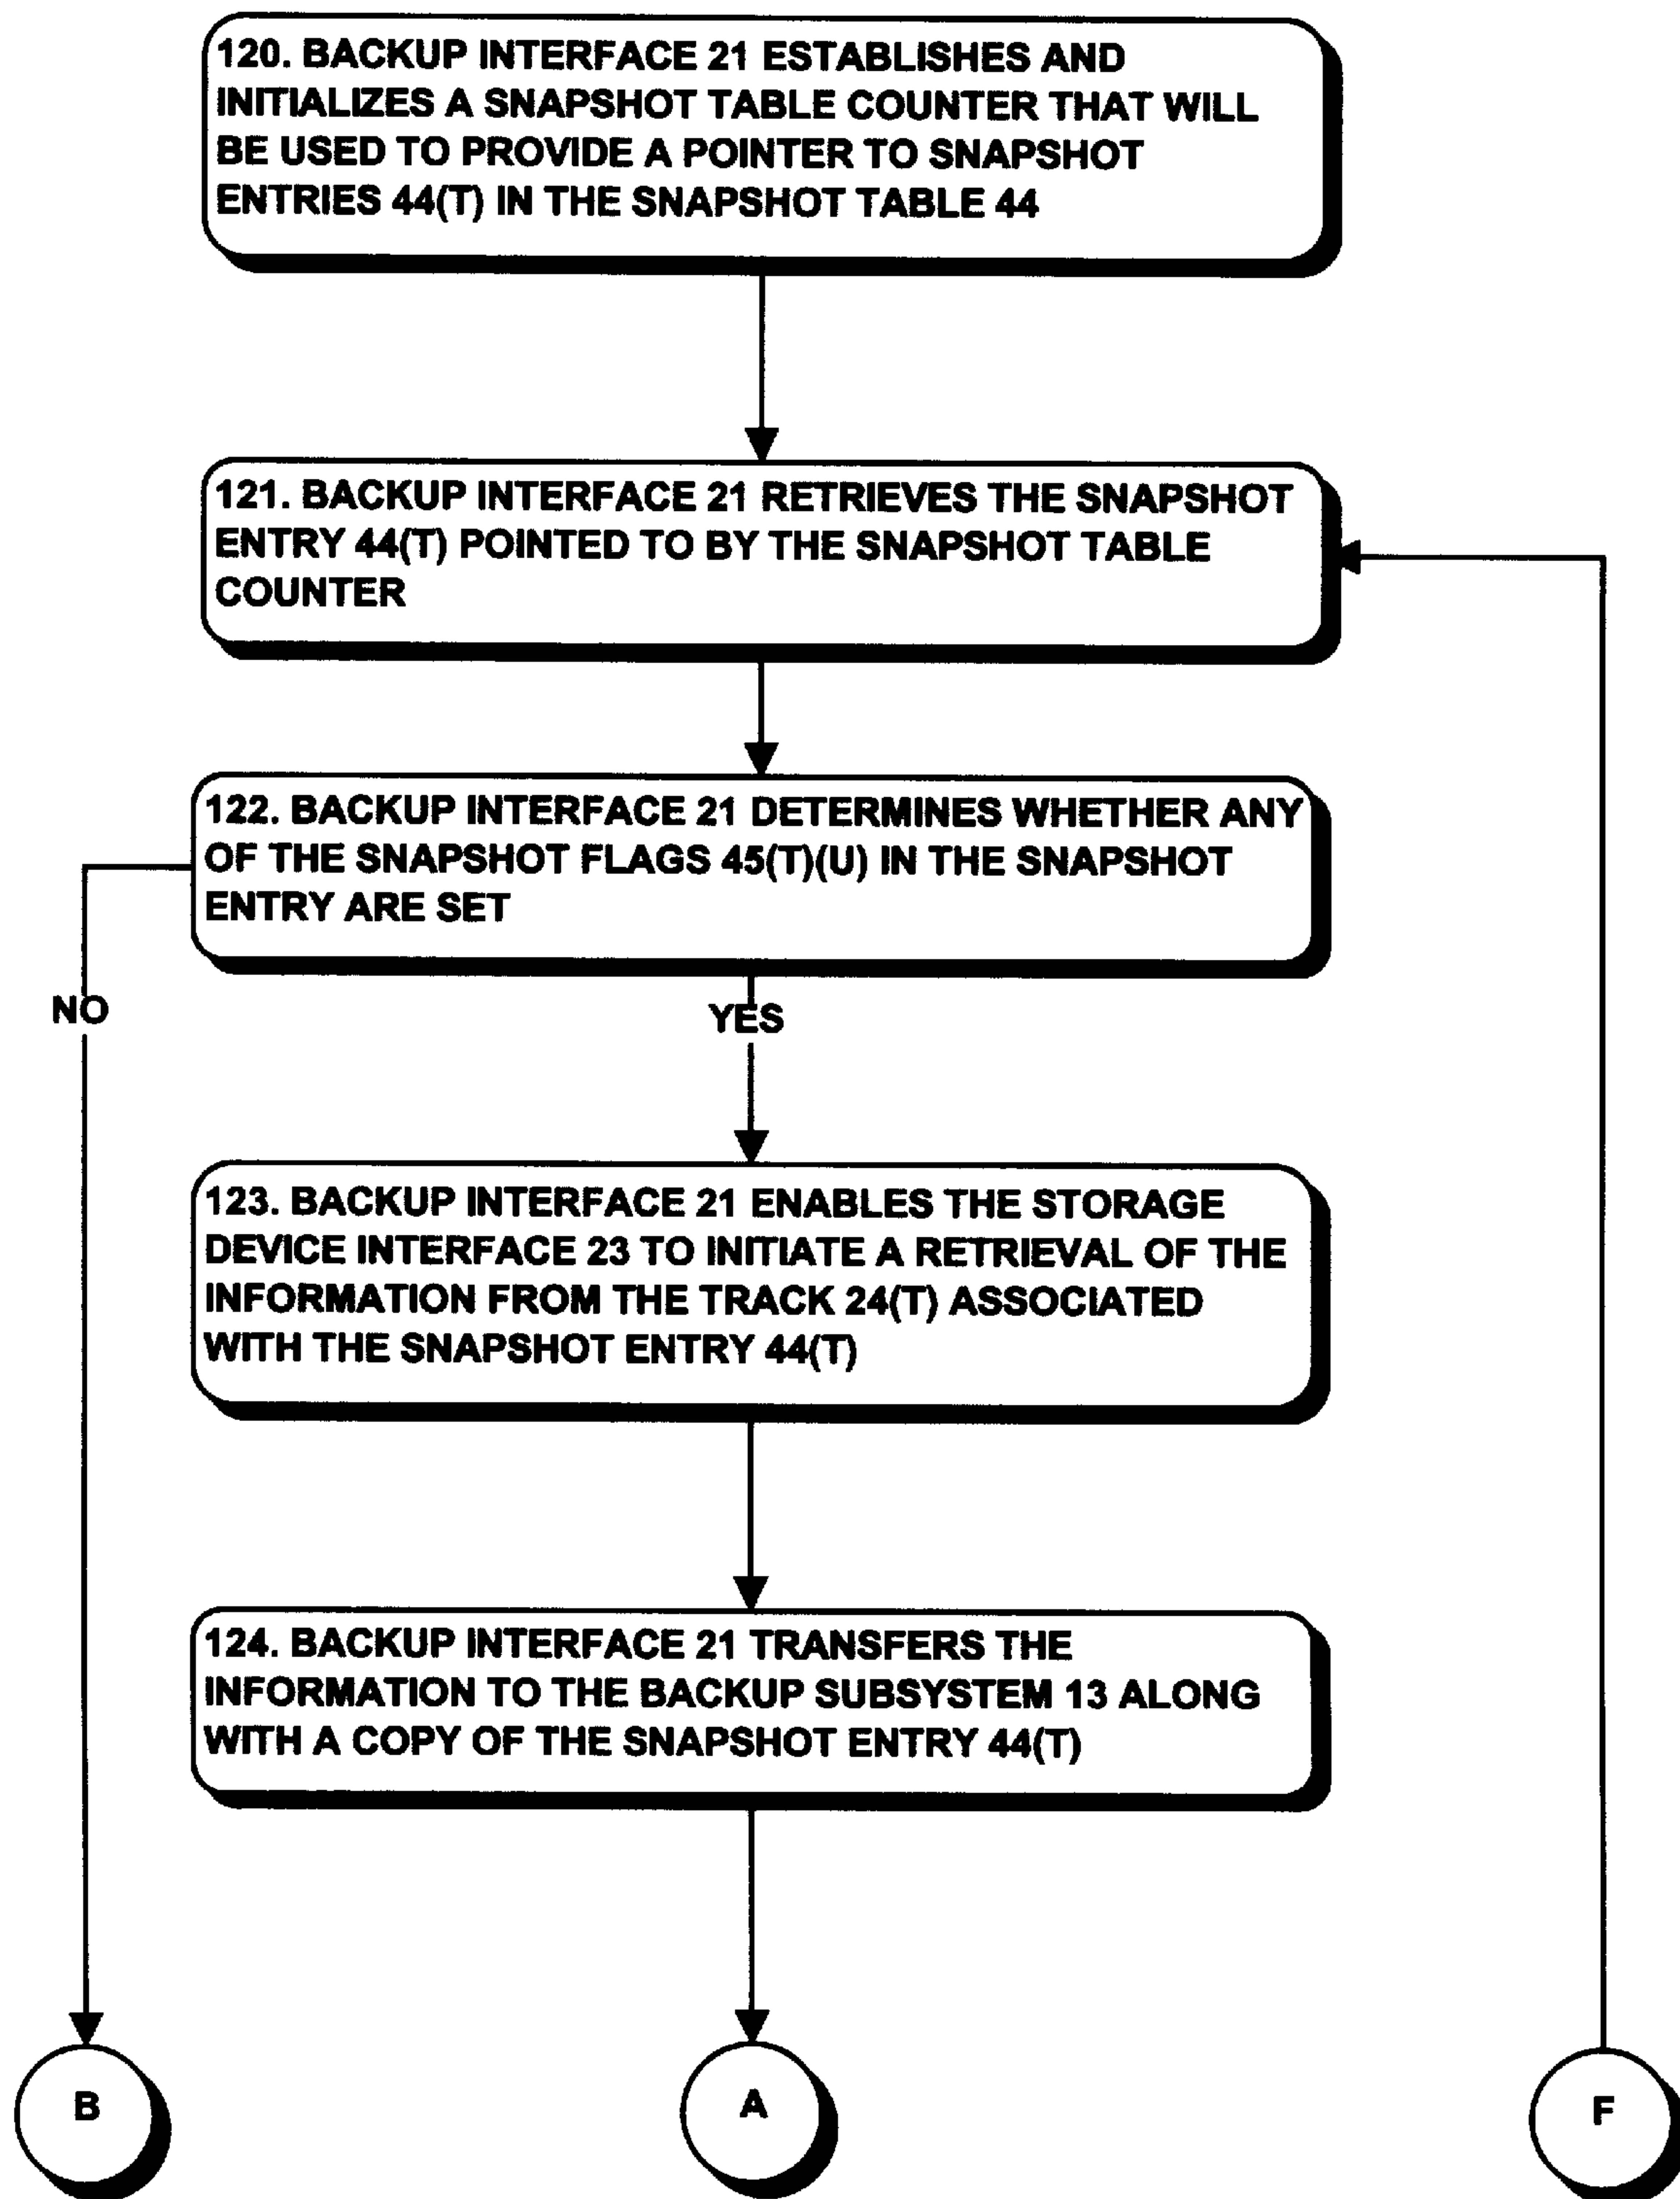 120. BACKUP INTERFACE 21 ESTABLISHES AND
INITIALIZES A SNAPSHOT TABLE COUNTER THAT WILL
BE USED TO PROVIDE A POINTER TO SNAPSHOT
ENTRIES 44(T) IN THE SNAPSHOT TABLE 44
121. BACKUP INTERFACE 21 RETRIEVES THE SNAPSHOT
ENTRY 44(T) POINTED TO BY THE SNAPSHOT TABLE
COUNTER
122. BACKUP INTERFACE 21 DETERMINES WHETHER ANY
OF THE SNAPSHOT FLAGS 45(T)(U) IN THE SNAPSHOT
ENTRY ARE SET
NO
YES
123. BACKUP INTERFACE 21 ENABLES THE STORAGE
DEVICE INTERFACE 23 TO INITIATE A RETRIEVAL OF THE
INFORMATION FROM THE TRACK 24(T) ASSOCIATED
WITH THE SNAPSHOT ENTRY 44(T)
124. BACKUP INTERFACE 21 TRANSFERS THE
INFORMATION TO THE BACKUP SUBSYSTEM 13 ALONG
WITH A COPY OF THE SNAPSHOT ENTRY 44(T)
B
A
F